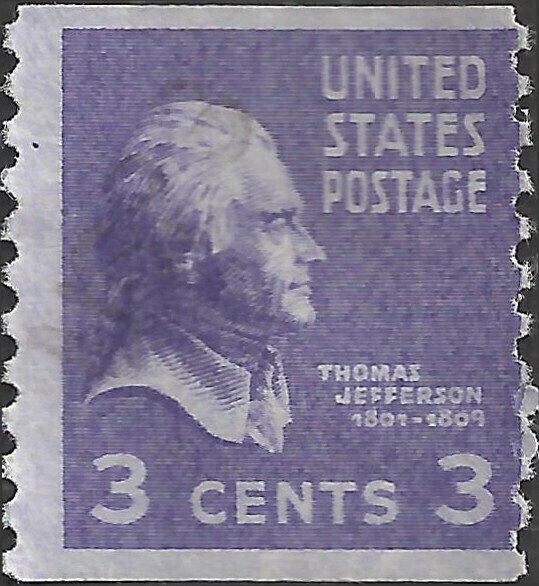 UNITED
STATES
POSTAGE
THOMAS
JEFFERSON
1801-1809
3 CENTS 3